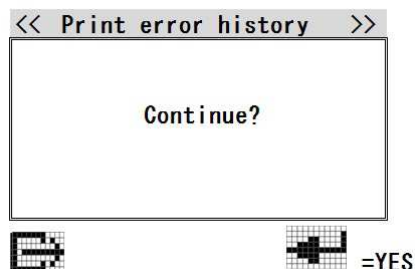 << Print error history >>
Continue?
=YES